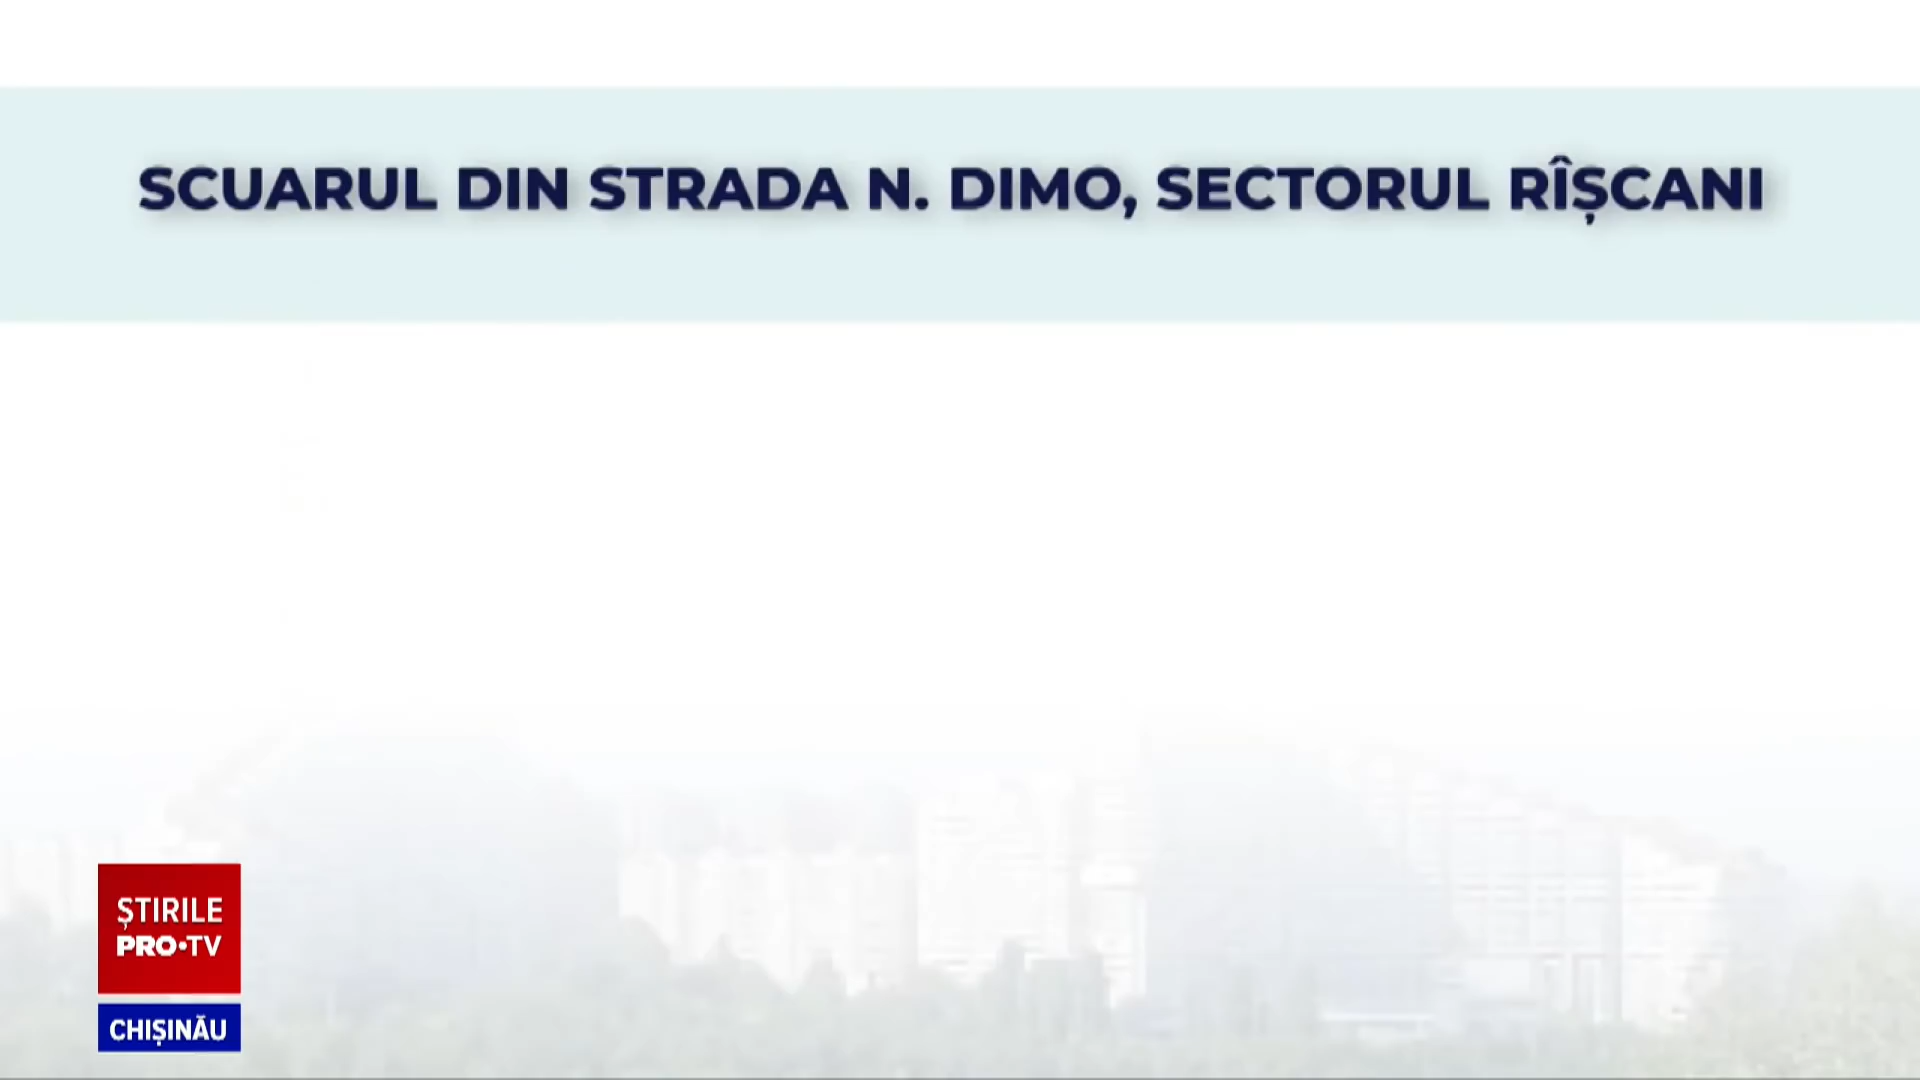 SCUARUL DIN STRADA N. DIMO, SECTORUL RÎȘCANI
ȘTIRILE
PRO•TV
CHIȘINĂU